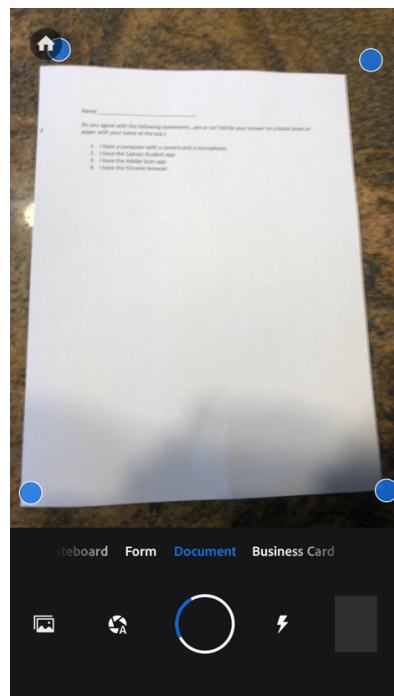 Name
Do you agree with the following statements, yes or no? (Write your answer on a blank sheet of
paper with your name at the top.)
1. I have a computer with a camera and a microphone.
2. I have the Canvas Student app.
3. I have the Adobe Scan app.
4. I have the Chrome browser.
iteboard Form Document Business Card
A